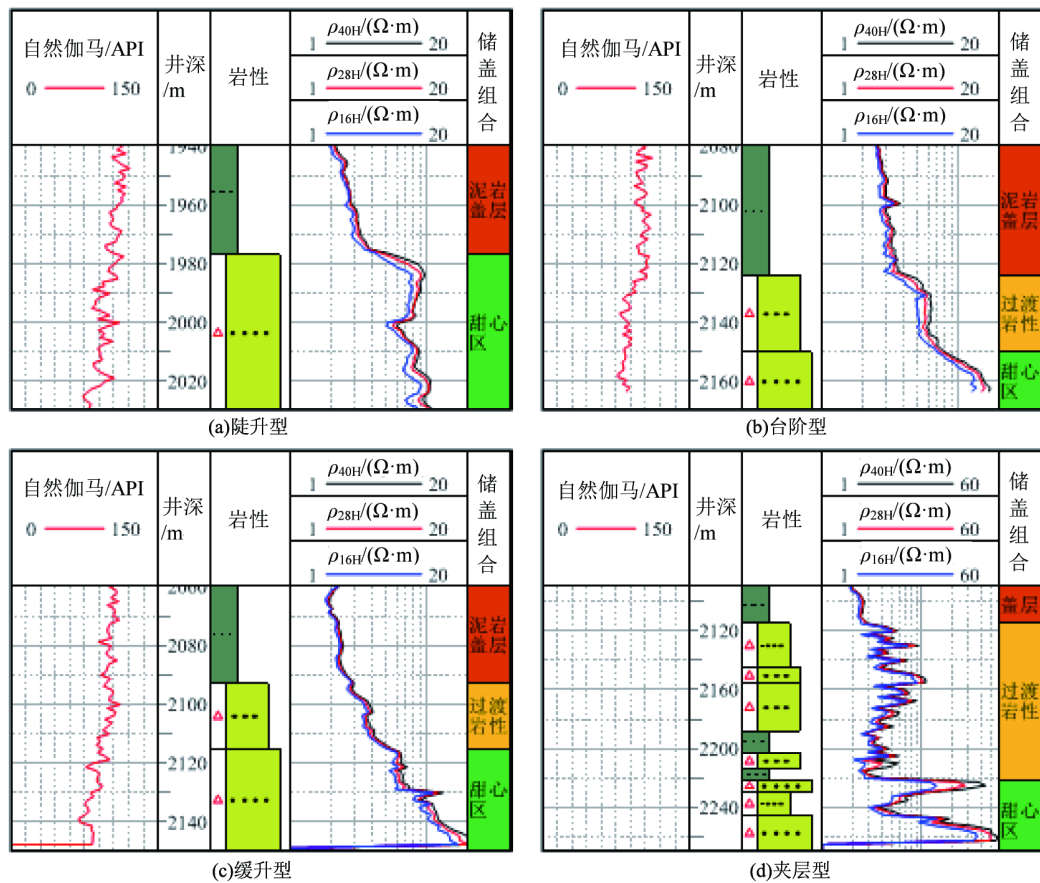 自然伽马/API
0 150
井深
/m
岩性
ρ40H/(Ω·m)
1 20
ρ28H/(Ω·m)
1 20
ρ16H/(Ω·m)
1 20
储盖组合
1940
1960
1980
2000
2020
泥岩
盖层
甜心
区
(a)陡升型
自然伽马/API
0 150
井深
/m
岩性
ρ40H/(Ω·m)
1 20
ρ28H/(Ω·m)
1 20
ρ16H/(Ω·m)
1 20
储盖组合
2080
2100
2120
2140
2160
泥岩
盖层
过渡
岩性
甜心
区
(b)台阶型
自然伽马/API
0 150
井深
/m
岩性
ρ40H/(Ω·m)
1 20
ρ28H/(Ω·m)
1 20
ρ16H/(Ω·m)
1 20
储盖组合
2080
2100
2120
2140
泥岩
盖层
过渡
岩性
甜心
区
(c)缓升型
自然伽马/API
0 150
井深
/m
岩性
ρ40H/(Ω·m)
1 60
ρ28H/(Ω·m)
1 60
ρ16H/(Ω·m)
1 60
储盖组合
2120
2160
2200
2240
盖层
过渡
岩性
甜心
区
(d)夹层型